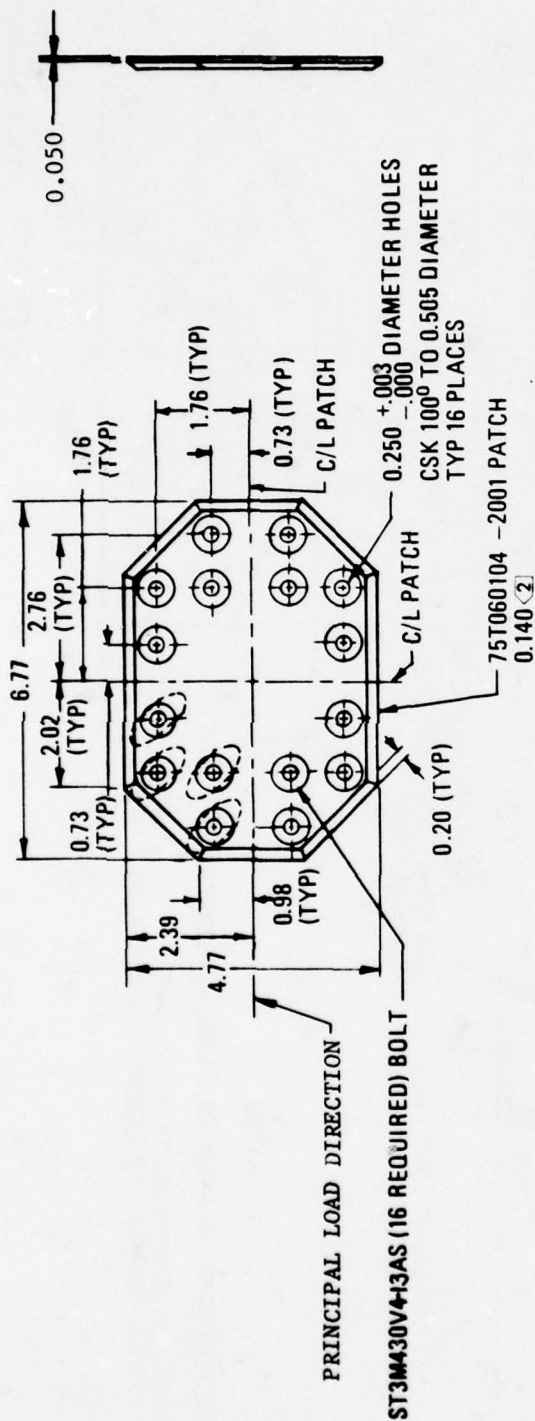 0.050
6.77
2.76
(TYP)
1.76
(TYP)
2.02
(TYP)
0.73
(TYP)
1.76 (TYP)
0.73 (TYP)
C/L PATCH
2.39
4.77
0.98
(TYP)
PRINCIPAL LOAD DIRECTION
0.250 +.003 -.000 DIAMETER HOLES
CSK 100⁰ TO 0.505 DIAMETER
TYP 16 PLACES
C/L PATCH
0.20 (TYP)
75T060104 –2001 PATCH
0.140 2
ST3M430V4-13AS (16 REQUIRED) BOLT